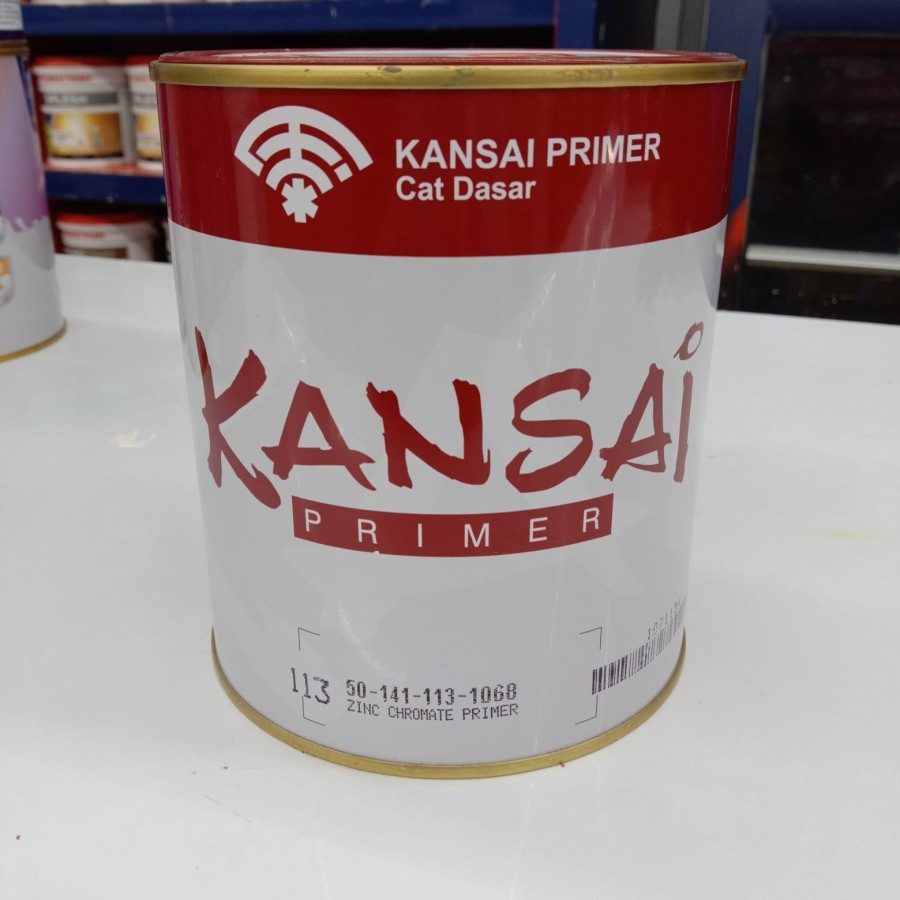 KANSAI PRIMER
Cat Dasar
KANSAi
PRIMER
113
50-141-113-1068
ZINC CHROMATE PRIMER